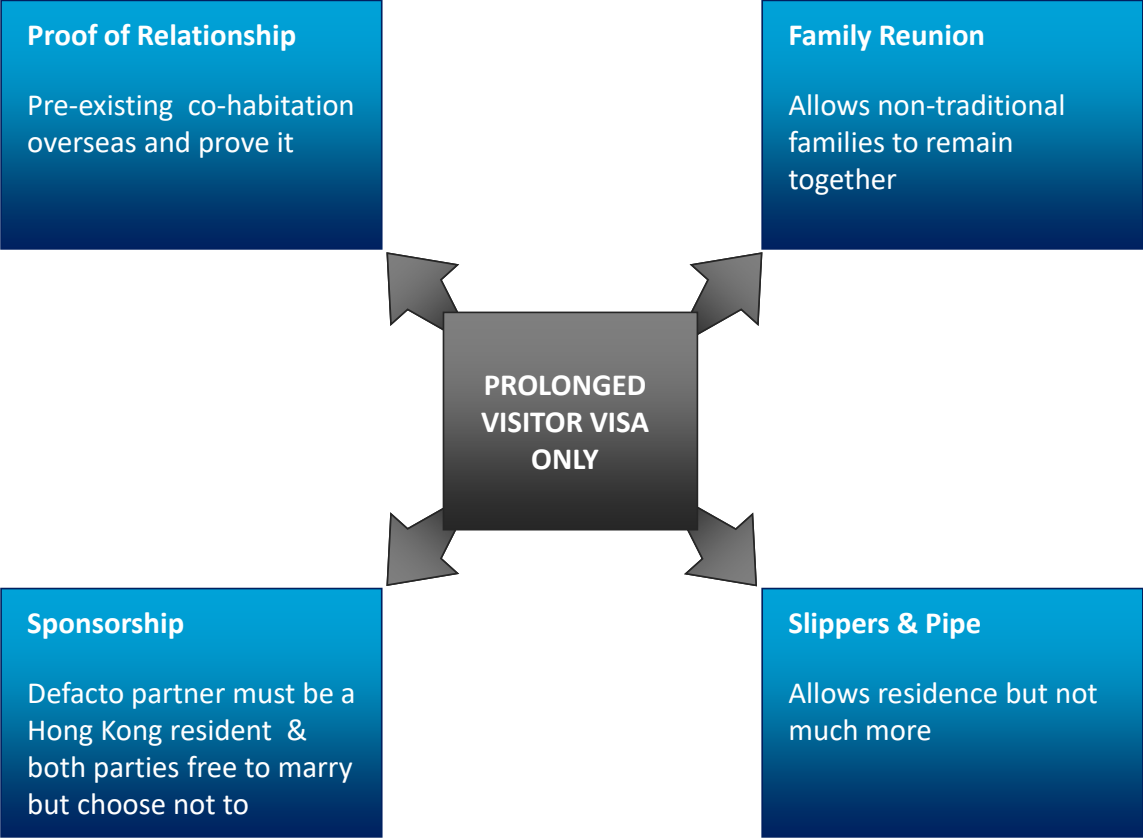 Proof of Relationship
Pre-existing  co-habitation
overseas and prove it
Family Reunion
Allows non-traditional
families to remain
together
PROLONGED
VISITOR VISA
ONLY
Sponsorship
Defacto partner must be a
Hong Kong resident  &
both parties free to marry
but choose not to
Slippers & Pipe
Allows residence but not
much more